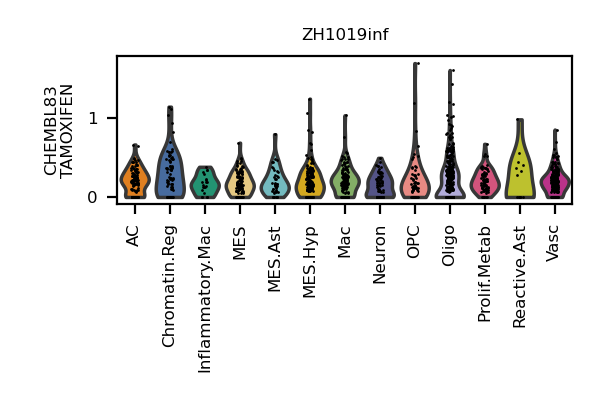 ZH1019inf
CHEMBL83
TAMOXIFEN
1
0
AC
Chromatin.Reg
Inflammatory.Mac
MES
MES.Ast
MES.Hyp
Mac
Neuron
OPC
Oligo
Prolif.Metab
Reactive.Ast
Vasc